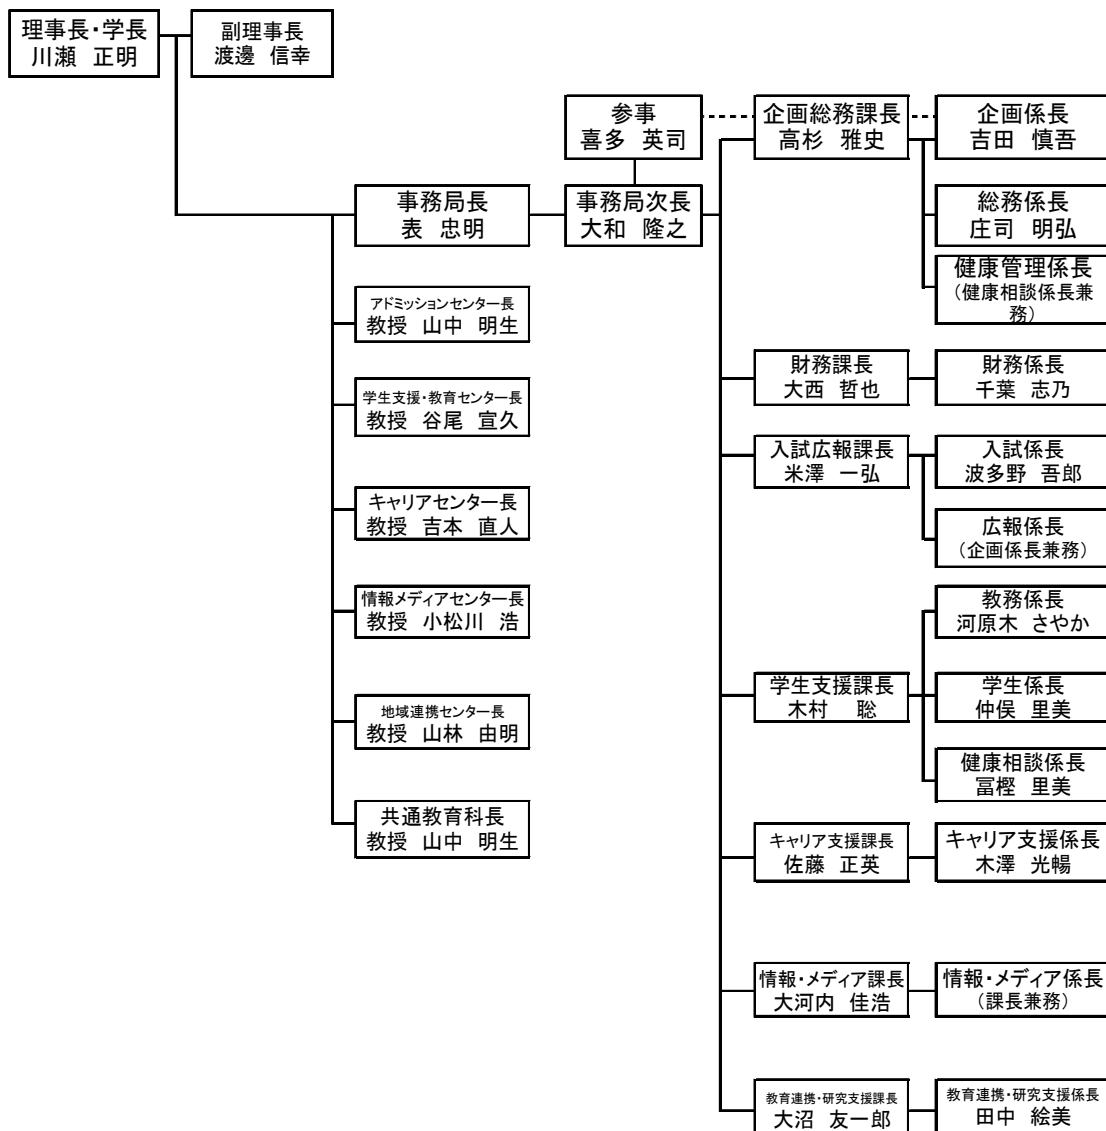 理事長・学長
川瀬 正明
副理事長
渡邊 信幸
参事
喜多 英司
企画総務課長
高杉 雅史
企画係長
吉田 慎吾
事務局長
表 忠明
事務局次長
大和 隆之
総務係長
庄司 明弘
健康管理係長
(健康相談係長兼
務)
アドミッションセンター長
教授 山中 明生
財務課長
大西 哲也
財務係長
千葉 志乃
学生支援・教育センター長
教授 谷尾 宣久
入試広報課長
米澤 一弘
入試係長
波多野 吾郎
キャリアセンター長
教授 吉本 直人
広報係長
(企画係長兼務)
情報メディアセンター長
教授 小松川 浩
教務係長
河原木 さやか
学生支援課長
木村 聡
学生係長
仲俣 里美
地域連携センター長
教授 山林 由明
健康相談係長
冨樫 里美
共通教育科長
教授 山中 明生
キャリア支援課長
佐藤 正英
キャリア支援係長
木澤 光暢
情報・メディア課長
大河内 佳浩
情報・メディア係長
(課長兼務)
教育連携・研究支援課長
大沼 友一郎
教育連携・研究支援係長
田中 絵美